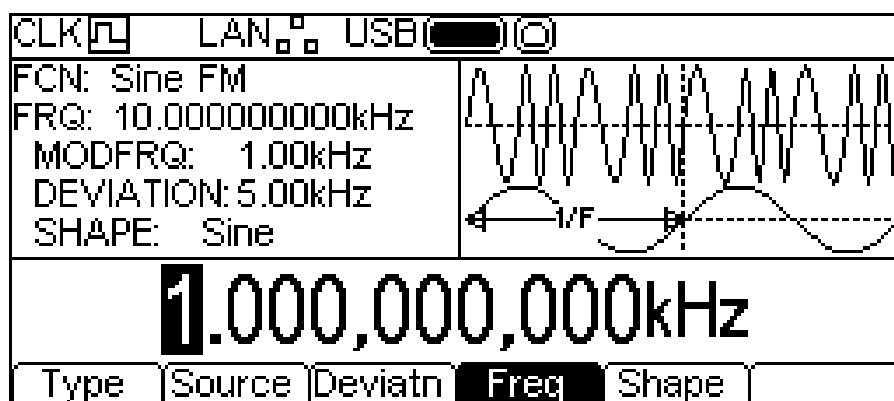 CLK LAN USB
FCN: Sine FM
FRQ: 10.000000000kHz
MODFRQ: 1.00kHz
DEVIATION: 5.00kHz
SHAPE: Sine
1/F
1.000,000,000kHz
Type Source Deviatn Freq Shape